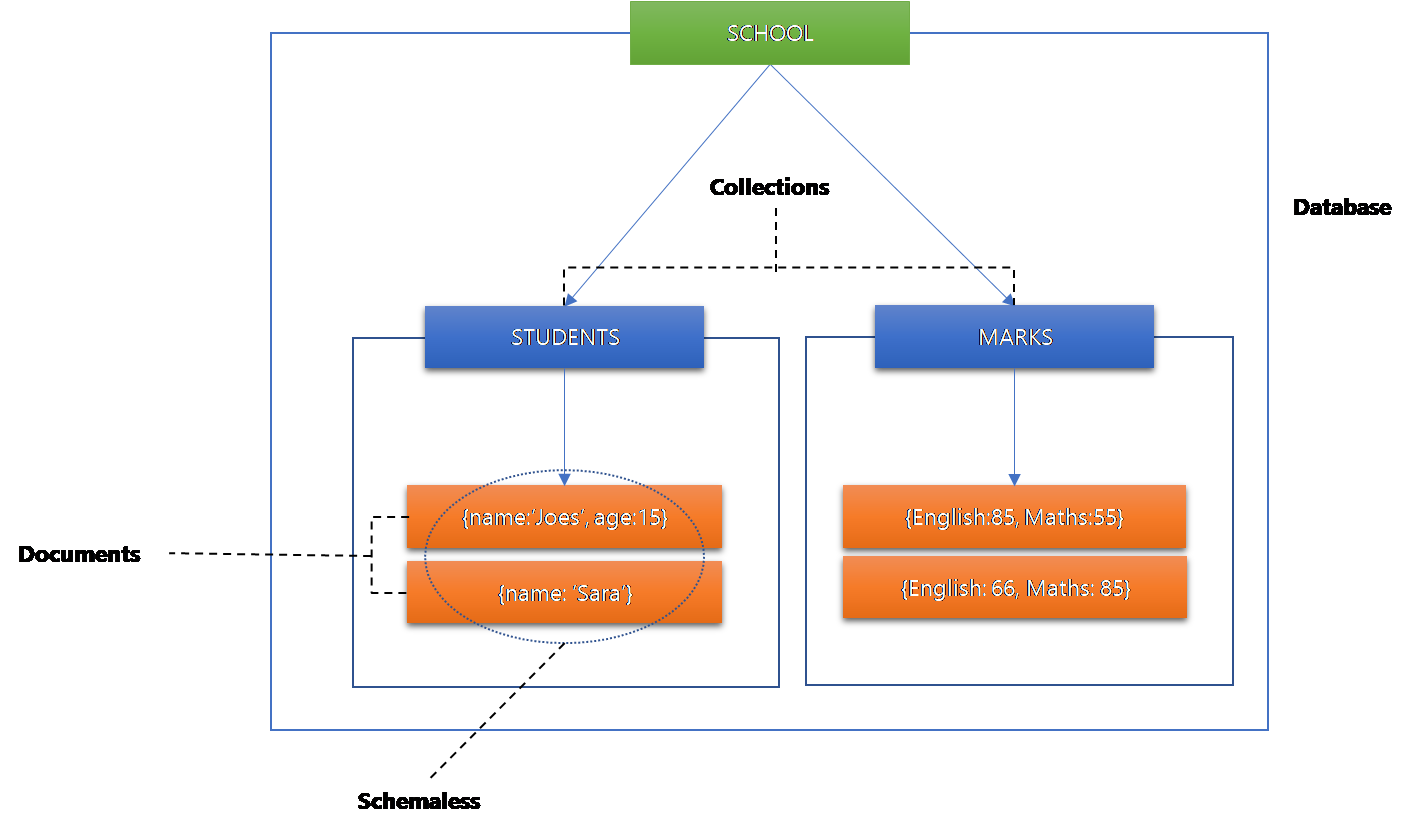 SCHOOL
Collections
Database
STUDENTS
MARKS
{name:'Joes', age:15}
{English:85, Maths:55}
Documents
{name: 'Sara'}
{English: 66, Maths: 85}
Schemaless